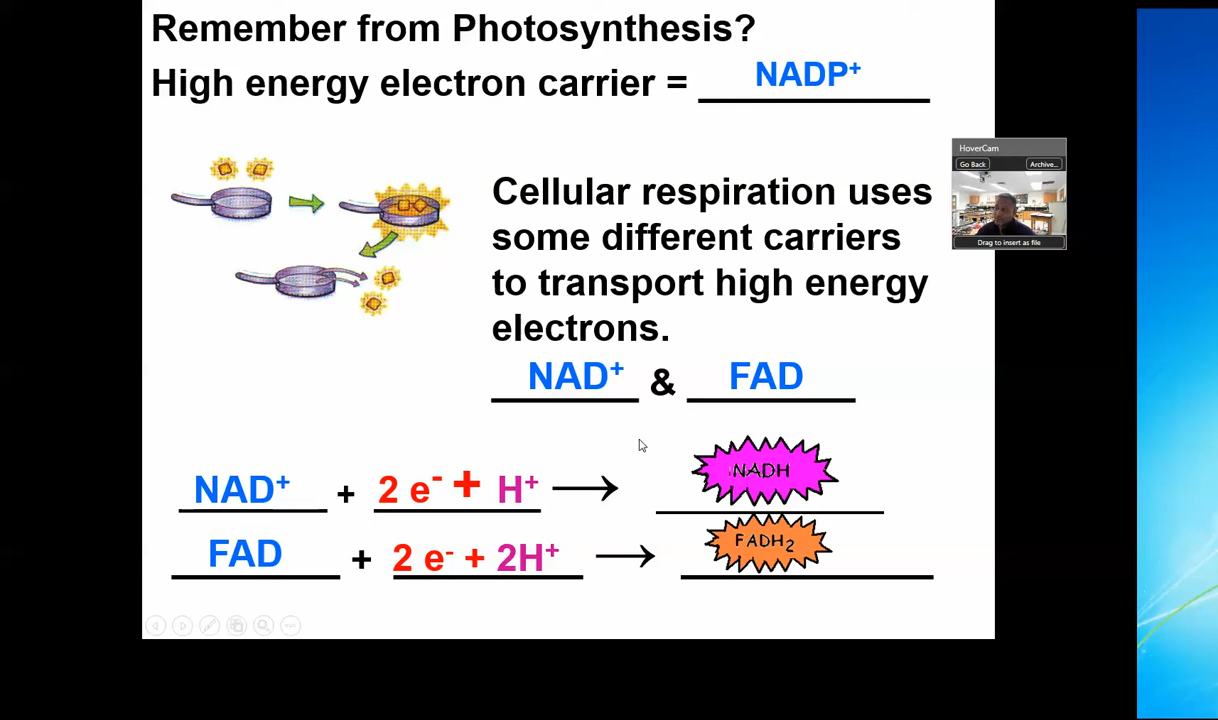 Remember from Photosynthesis?
High energy electron carrier = NADP⁺
HoverCam
Go Back Archive...
Drag to insert as file
Cellular respiration uses
some different carriers
to transport high energy
electrons.
NAD⁺ & FAD
NAD⁺ + 2 e⁻ + H⁺ → NADH
FAD + 2 e⁻ + 2H⁺ → FADH₂